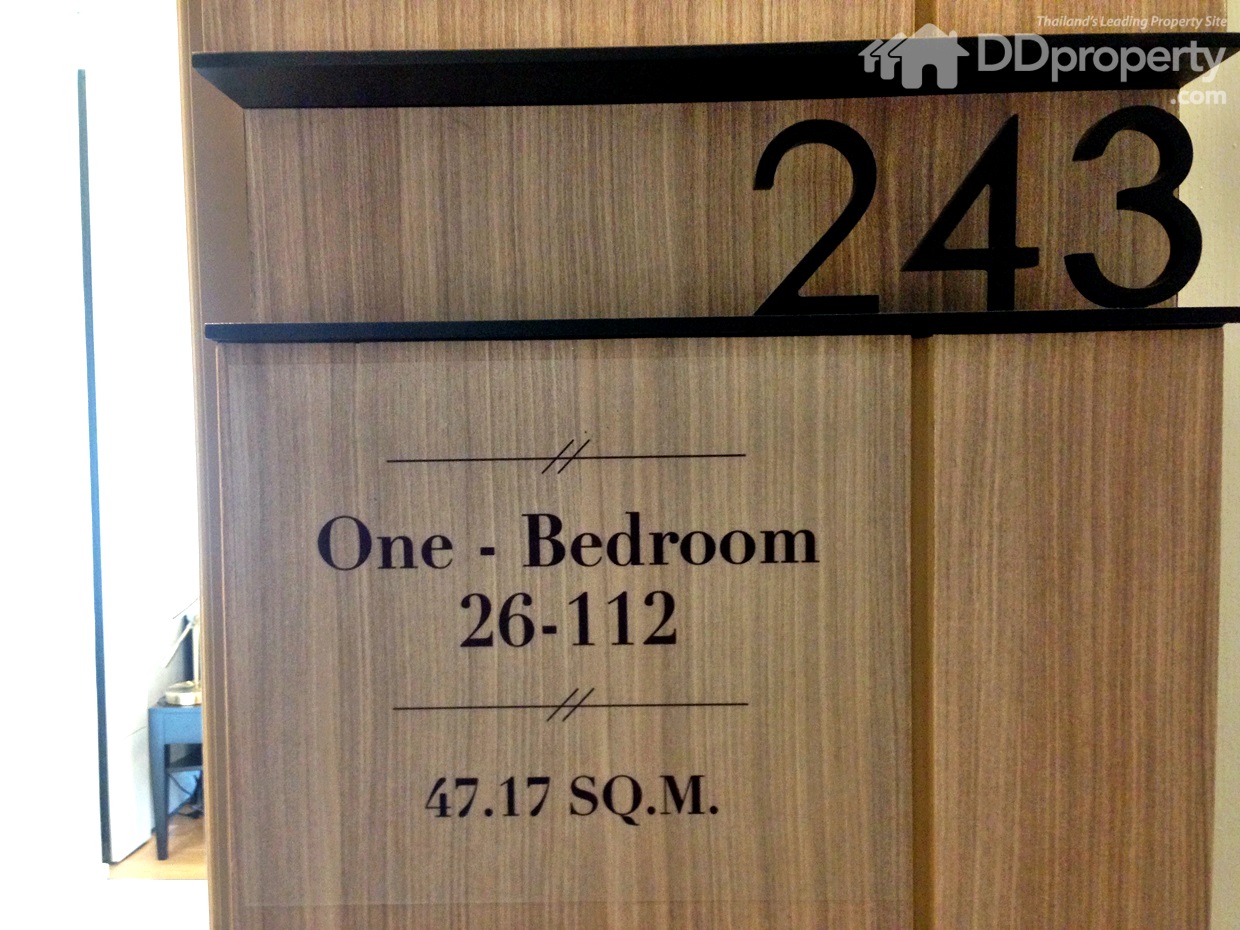 Thailand's Leading Property Site
DDproperty
.com
243
One - Bedroom
26-112
47.17 SQ.M.